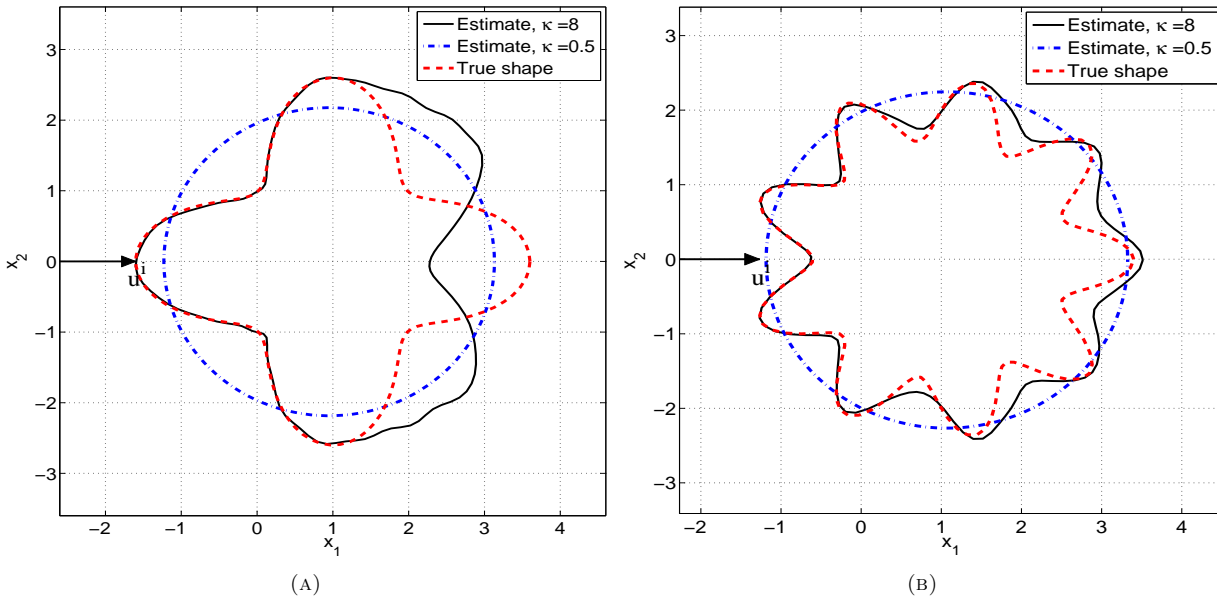 Estimate, κ=8
Estimate, κ=0.5
True shape
3
2
1
0
−1
−2
−3
x2
u^i
−2 −1 0 1 2 3 4
x1
(A)
Estimate, κ=8
Estimate, κ=0.5
True shape
3
2
1
0
−1
−2
−3
x2
u^i
−2 −1 0 1 2 3 4
x1
(B)